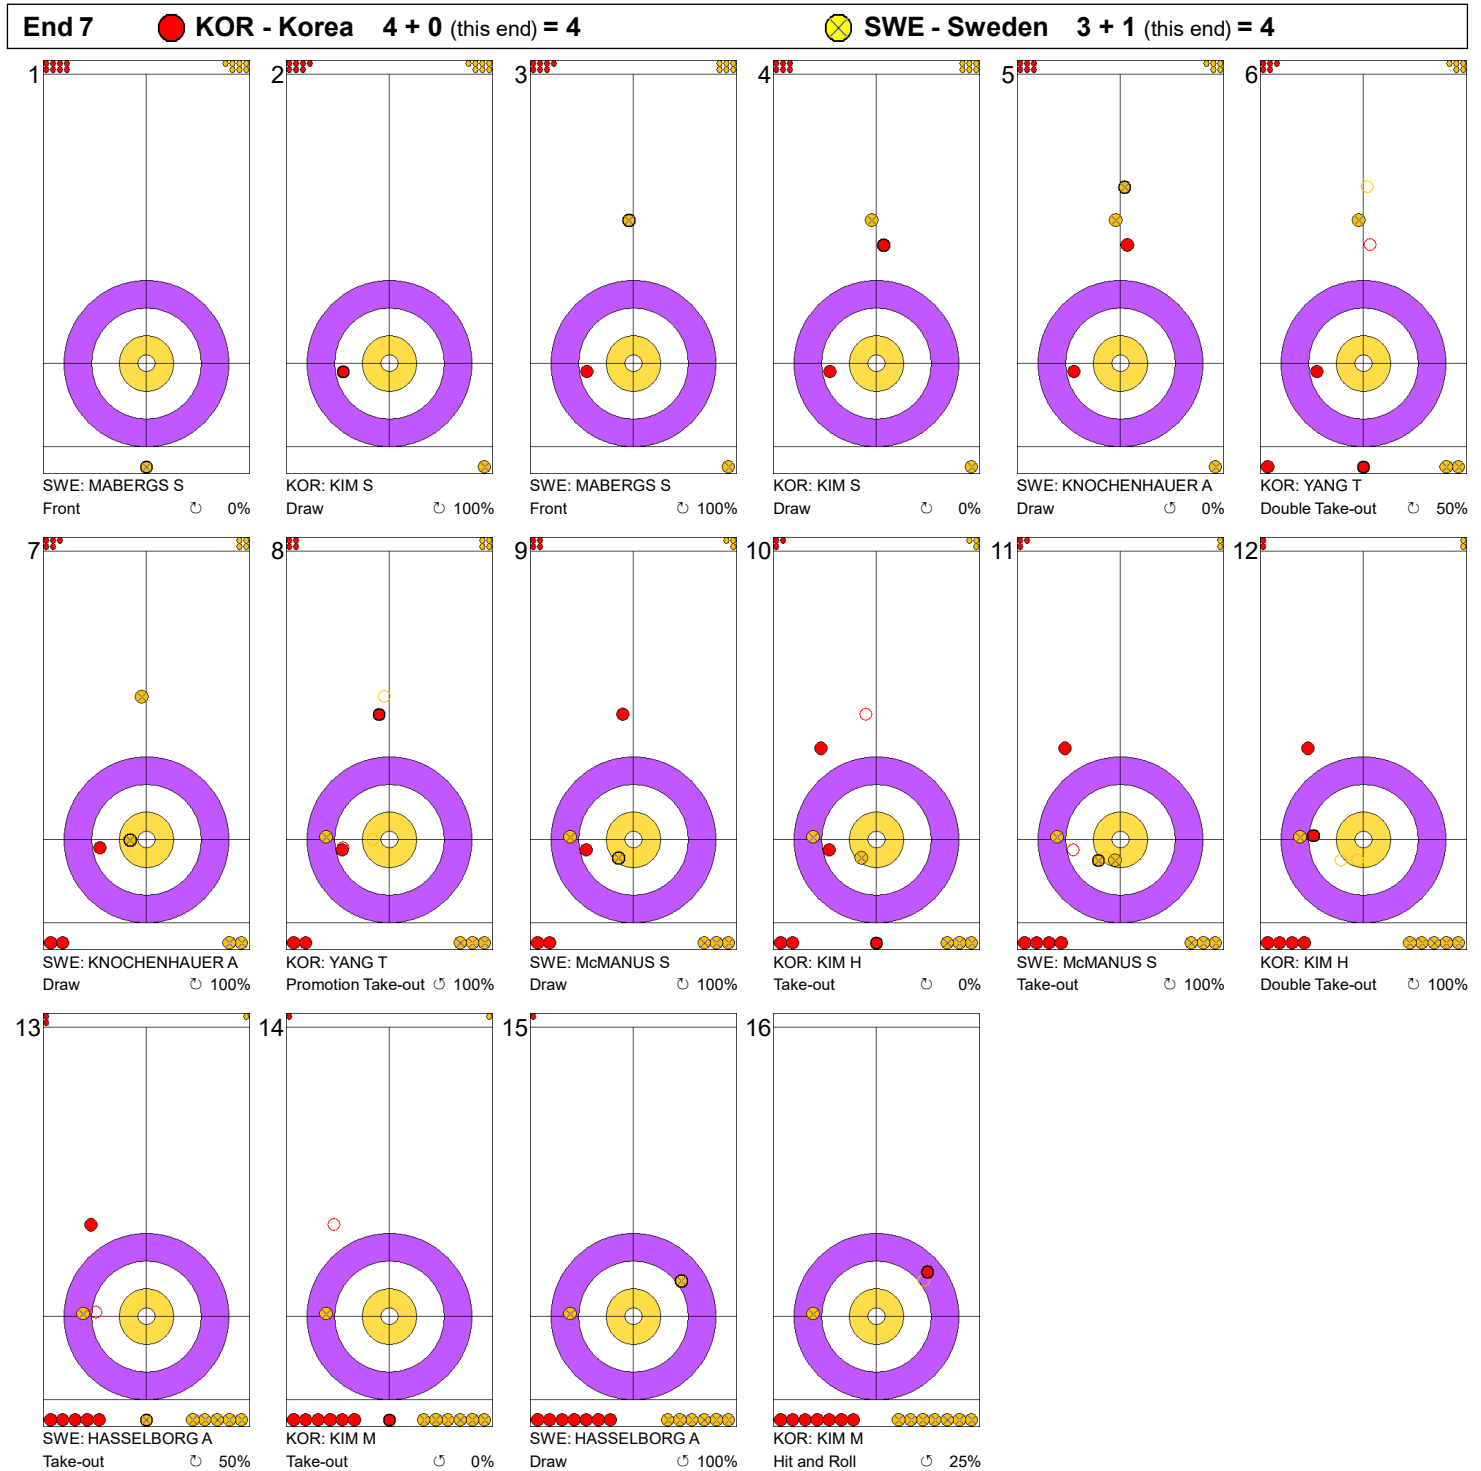 End 7 KOR - Korea 4 + 0 (this end) = 4 SWE - Sweden 3 + 1 (this end) = 4
1 2 3 4 5 6
SWE: MABERGS S KOR: KIM S SWE: MABERGS S KOR: KIM S SWE: KNOCHENHAUER A KOR: YANG T
Front ↻ 0% Draw ↻ 100% Front ↻ 100% Draw ↻ 0% Draw ↺ 0% Double Take-out ↻ 50%
7 8 9 10 11 12
SWE: KNOCHENHAUER A KOR: YANG T SWE: McMANUS S KOR: KIM H SWE: McMANUS S KOR: KIM H
Draw ↻ 100% Promotion Take-out ↺ 100% Draw ↻ 100% Take-out ↻ 0% Take-out ↻ 100% Double Take-out ↻ 100%
13 14 15 16
SWE: HASSELBORG A KOR: KIM M SWE: HASSELBORG A KOR: KIM M
Take-out ↻ 50% Take-out ↺ 0% Draw ↺ 100% Hit and Roll ↺ 25%